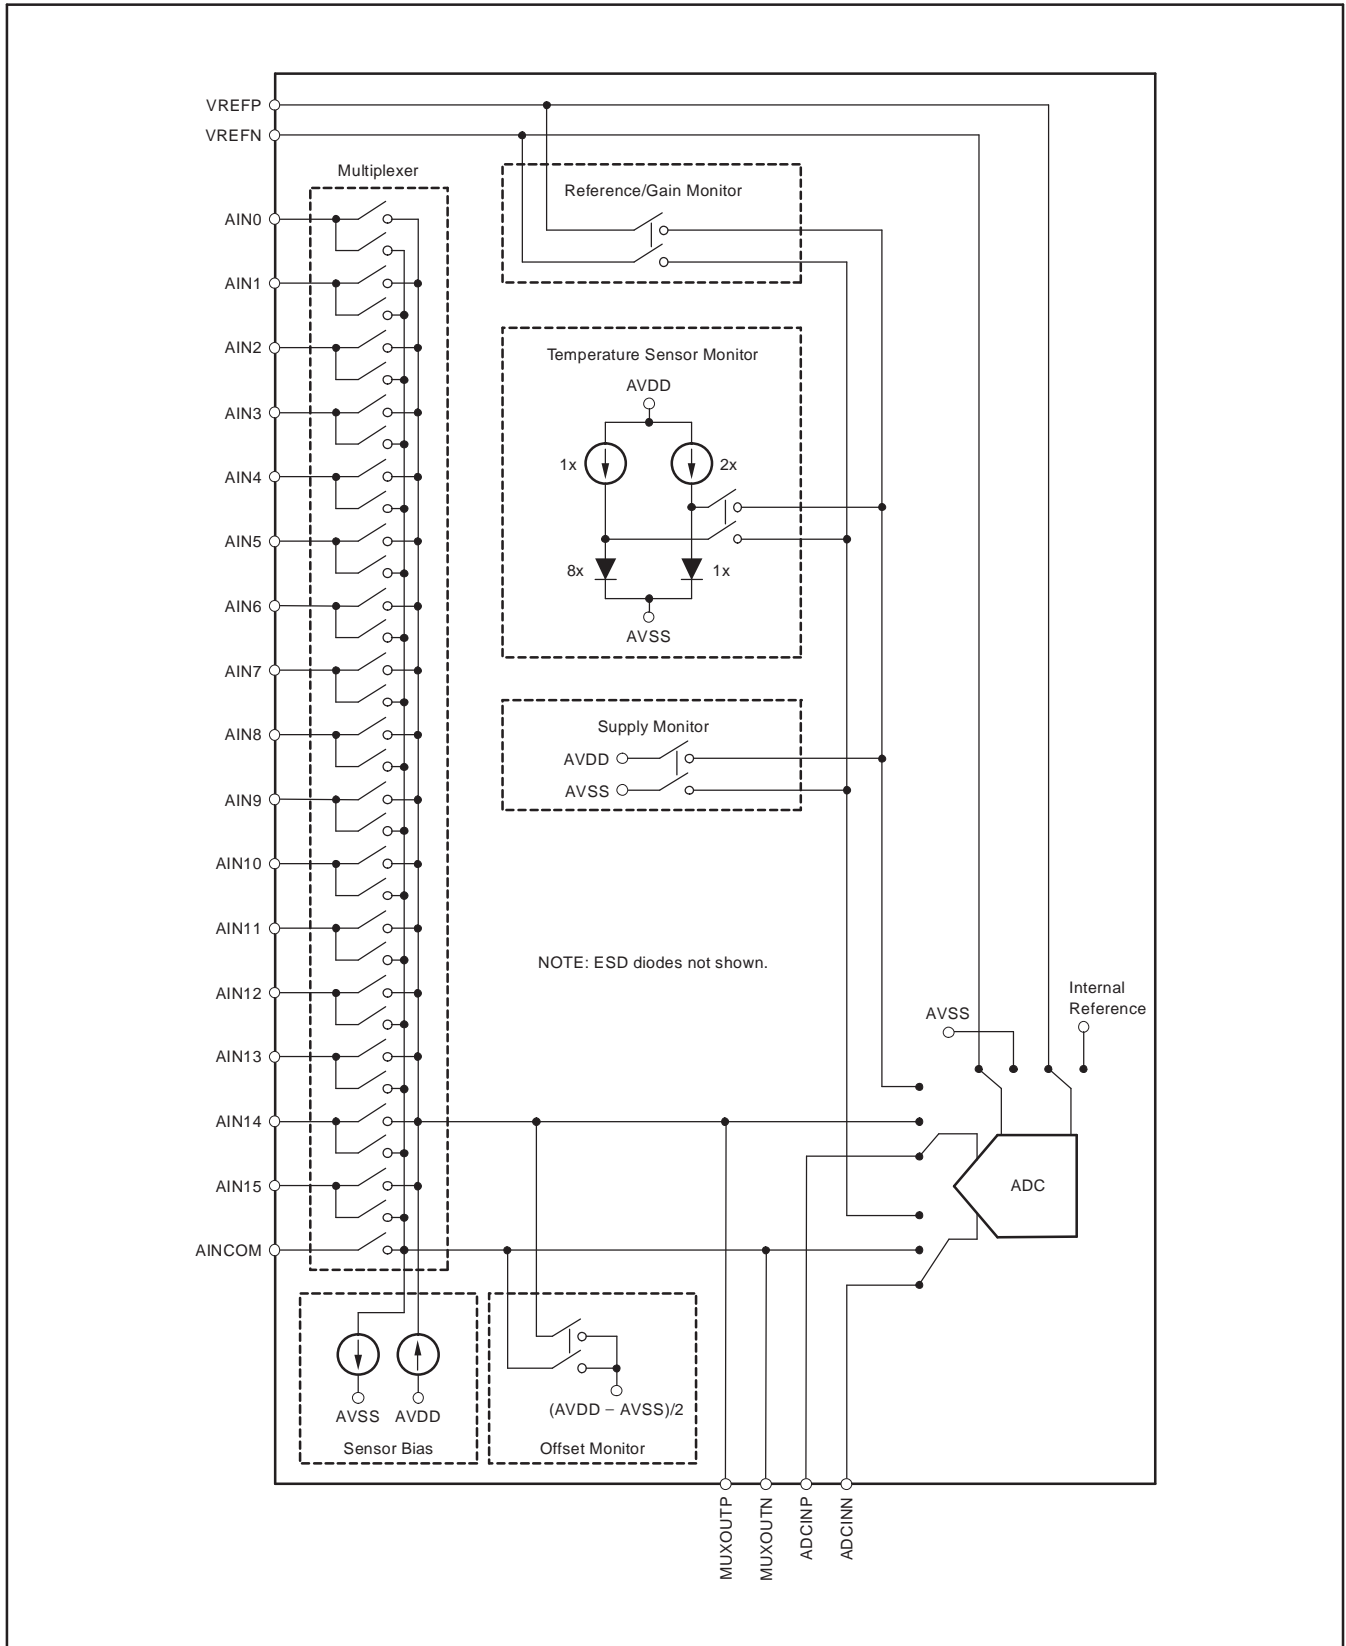 VREFP
VREFN
Multiplexer
Reference/Gain Monitor
AIN0
AIN1
AIN2
Temperature Sensor Monitor
AVDD
AIN3
1x
2x
AIN4
AIN5
8x
1x
AIN6
AVSS
AIN7
Supply Monitor
AIN8
AVDD
AVSS
AIN9
AIN10
AIN11
NOTE: ESD diodes not shown.
AIN12
Internal
Reference
AVSS
AIN13
AIN14
AIN15
ADC
AINCOM
(AVDD – AVSS)/2
AVSS
AVDD
Sensor Bias
Offset Monitor
MUXOUTP
MUXOUTN
ADCINP
ADCINN